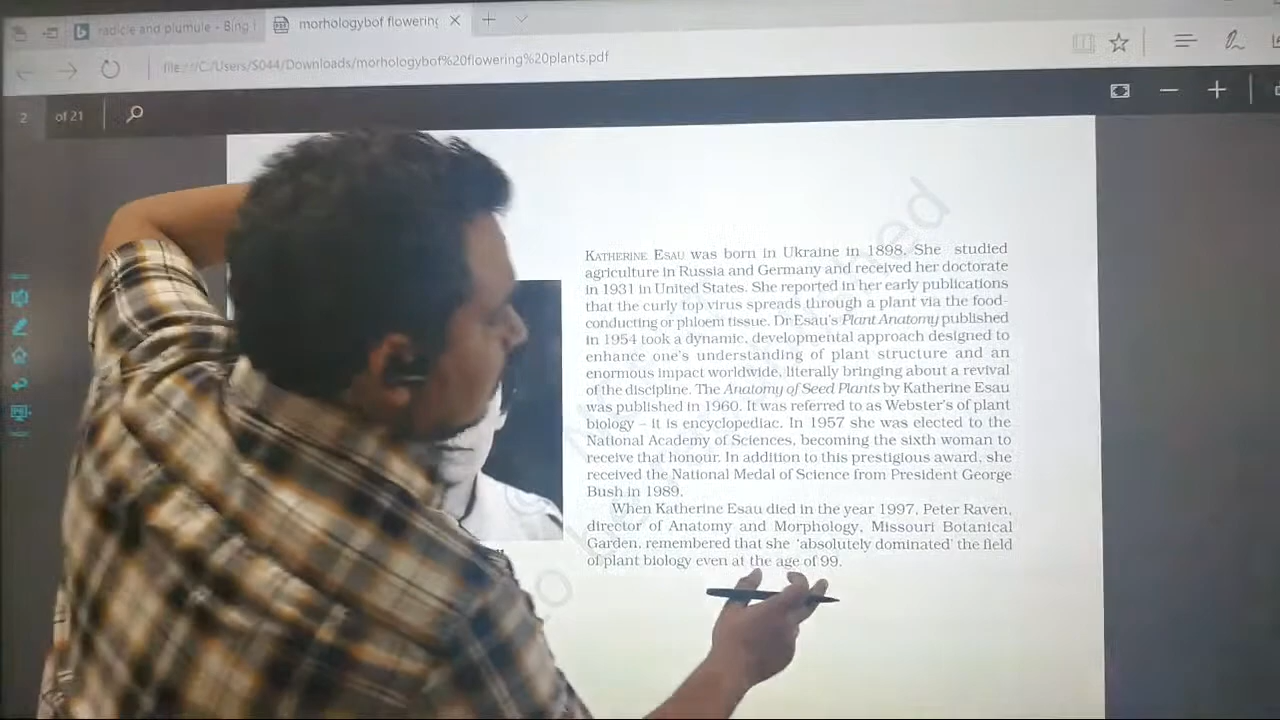 radicle and plumule - Bing
morhologybof flowering
file:///C:/Users/S044/Downloads/morhologybof%20flowering%20plants.pdf
2 of 21
KATHERINE ESAU was born in Ukraine in 1898. She studied
agriculture in Russia and Germany and received her doctorate
in 1931 in United States. She reported in her early publications
that the curly top virus spreads through a plant via the food-
conducting or phloem tissue. Dr Esau's Plant Anatomy published
in 1954 took a dynamic, developmental approach designed to
enhance one's understanding of plant structure and an
enormous impact worldwide, literally bringing about a revival
of the discipline. The Anatomy of Seed Plants by Katherine Esau
was published in 1960. It was referred to as Webster's of plant
biology – it is encyclopediac. In 1957 she was elected to the
National Academy of Sciences, becoming the sixth woman to
receive that honour. In addition to this prestigious award, she
received the National Medal of Science from President George
Bush in 1989.
When Katherine Esau died in the year 1997, Peter Raven,
director of Anatomy and Morphology, Missouri Botanical
Garden, remembered that she 'absolutely dominated' the field
of plant biology even at the age of 99.